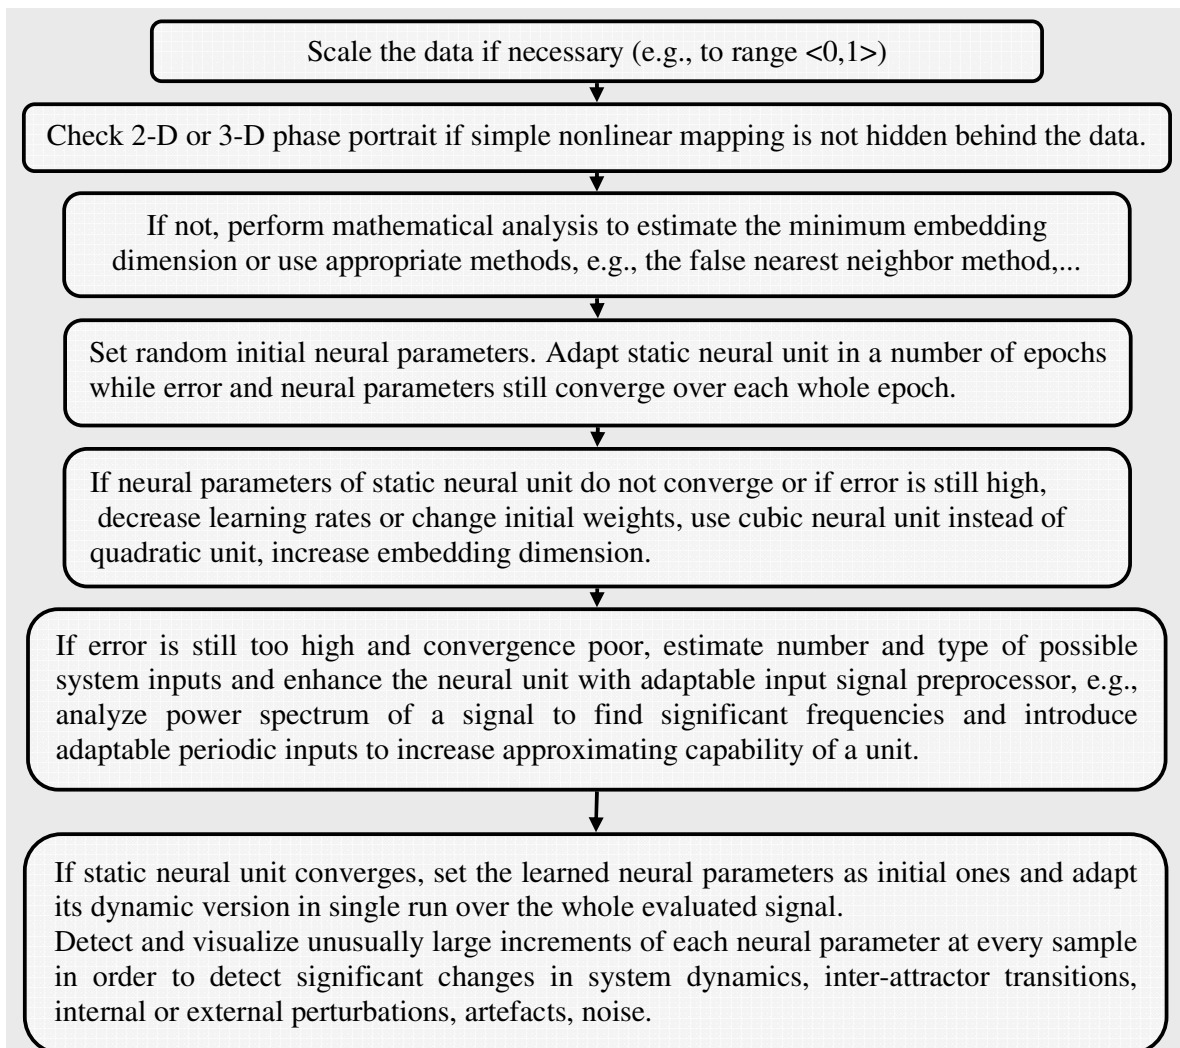 Scale the data if necessary (e.g., to range <0,1>)
Check 2-D or 3-D phase portrait if simple nonlinear mapping is not hidden behind the data.
If not, perform mathematical analysis to estimate the minimum embedding
dimension or use appropriate methods, e.g., the false nearest neighbor method,...
Set random initial neural parameters. Adapt static neural unit in a number of epochs
while error and neural parameters still converge over each whole epoch.
If neural parameters of static neural unit do not converge or if error is still high,
decrease learning rates or change initial weights, use cubic neural unit instead of
quadratic unit, increase embedding dimension.
If error is still too high and convergence poor, estimate number and type of possible
system inputs and enhance the neural unit with adaptable input signal preprocessor, e.g.,
analyze power spectrum of a signal to find significant frequencies and introduce
adaptable periodic inputs to increase approximating capability of a unit.
If static neural unit converges, set the learned neural parameters as initial ones and adapt
its dynamic version in single run over the whole evaluated signal.
Detect and visualize unusually large increments of each neural parameter at every sample
in order to detect significant changes in system dynamics, inter-attractor transitions,
internal or external perturbations, artefacts, noise.